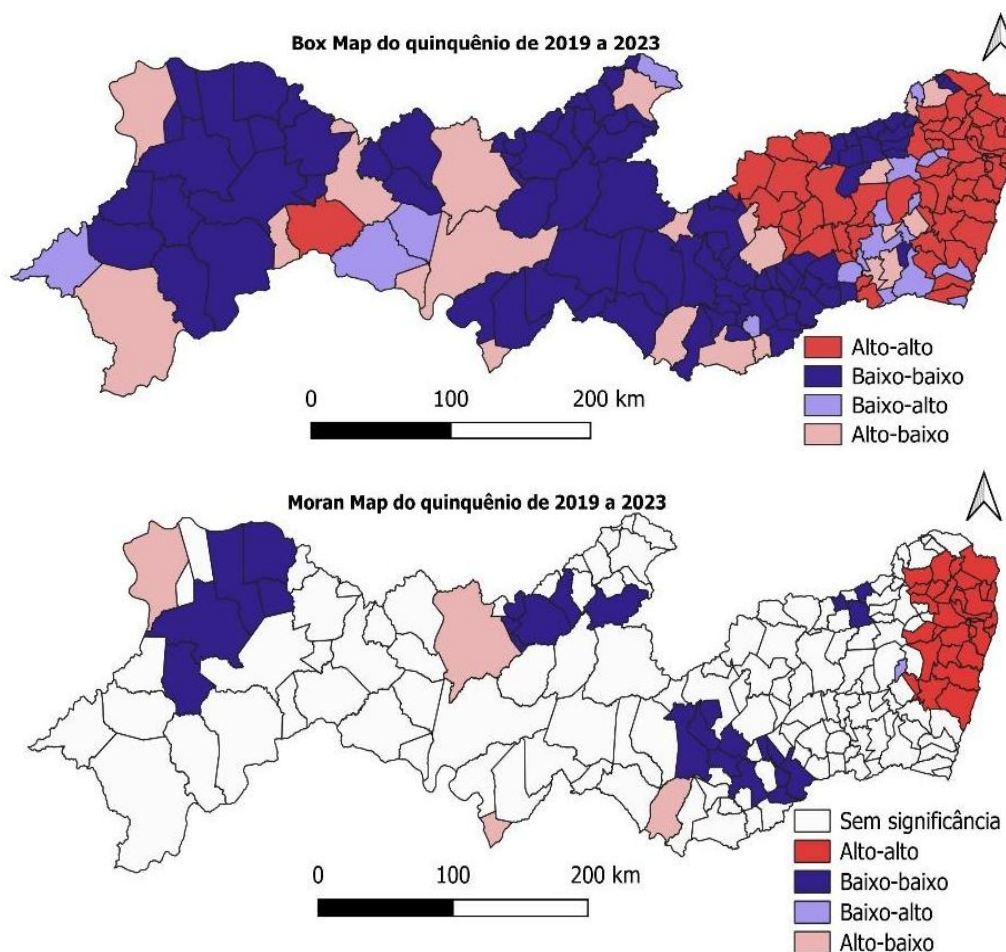 Box Map do quinquênio de 2019 a 2023
Alto-alto
Baixo-baixo
Baixo-alto
Alto-baixo
0 100 200 km
Moran Map do quinquênio de 2019 a 2023
Sem significância
Alto-alto
Baixo-baixo
Baixo-alto
Alto-baixo
0 100 200 km